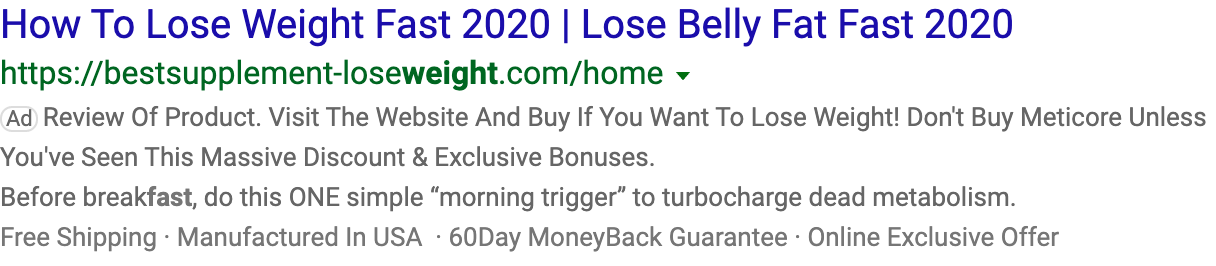 How To Lose Weight Fast 2020 | Lose Belly Fat Fast 2020
https://bestsupplement-loseweight.com/home
Ad Review Of Product. Visit The Website And Buy If You Want To Lose Weight! Don't Buy Meticore Unless
You've Seen This Massive Discount & Exclusive Bonuses.
Before breakfast, do this ONE simple “morning trigger” to turbocharge dead metabolism.
Free Shipping · Manufactured In USA · 60Day MoneyBack Guarantee · Online Exclusive Offer